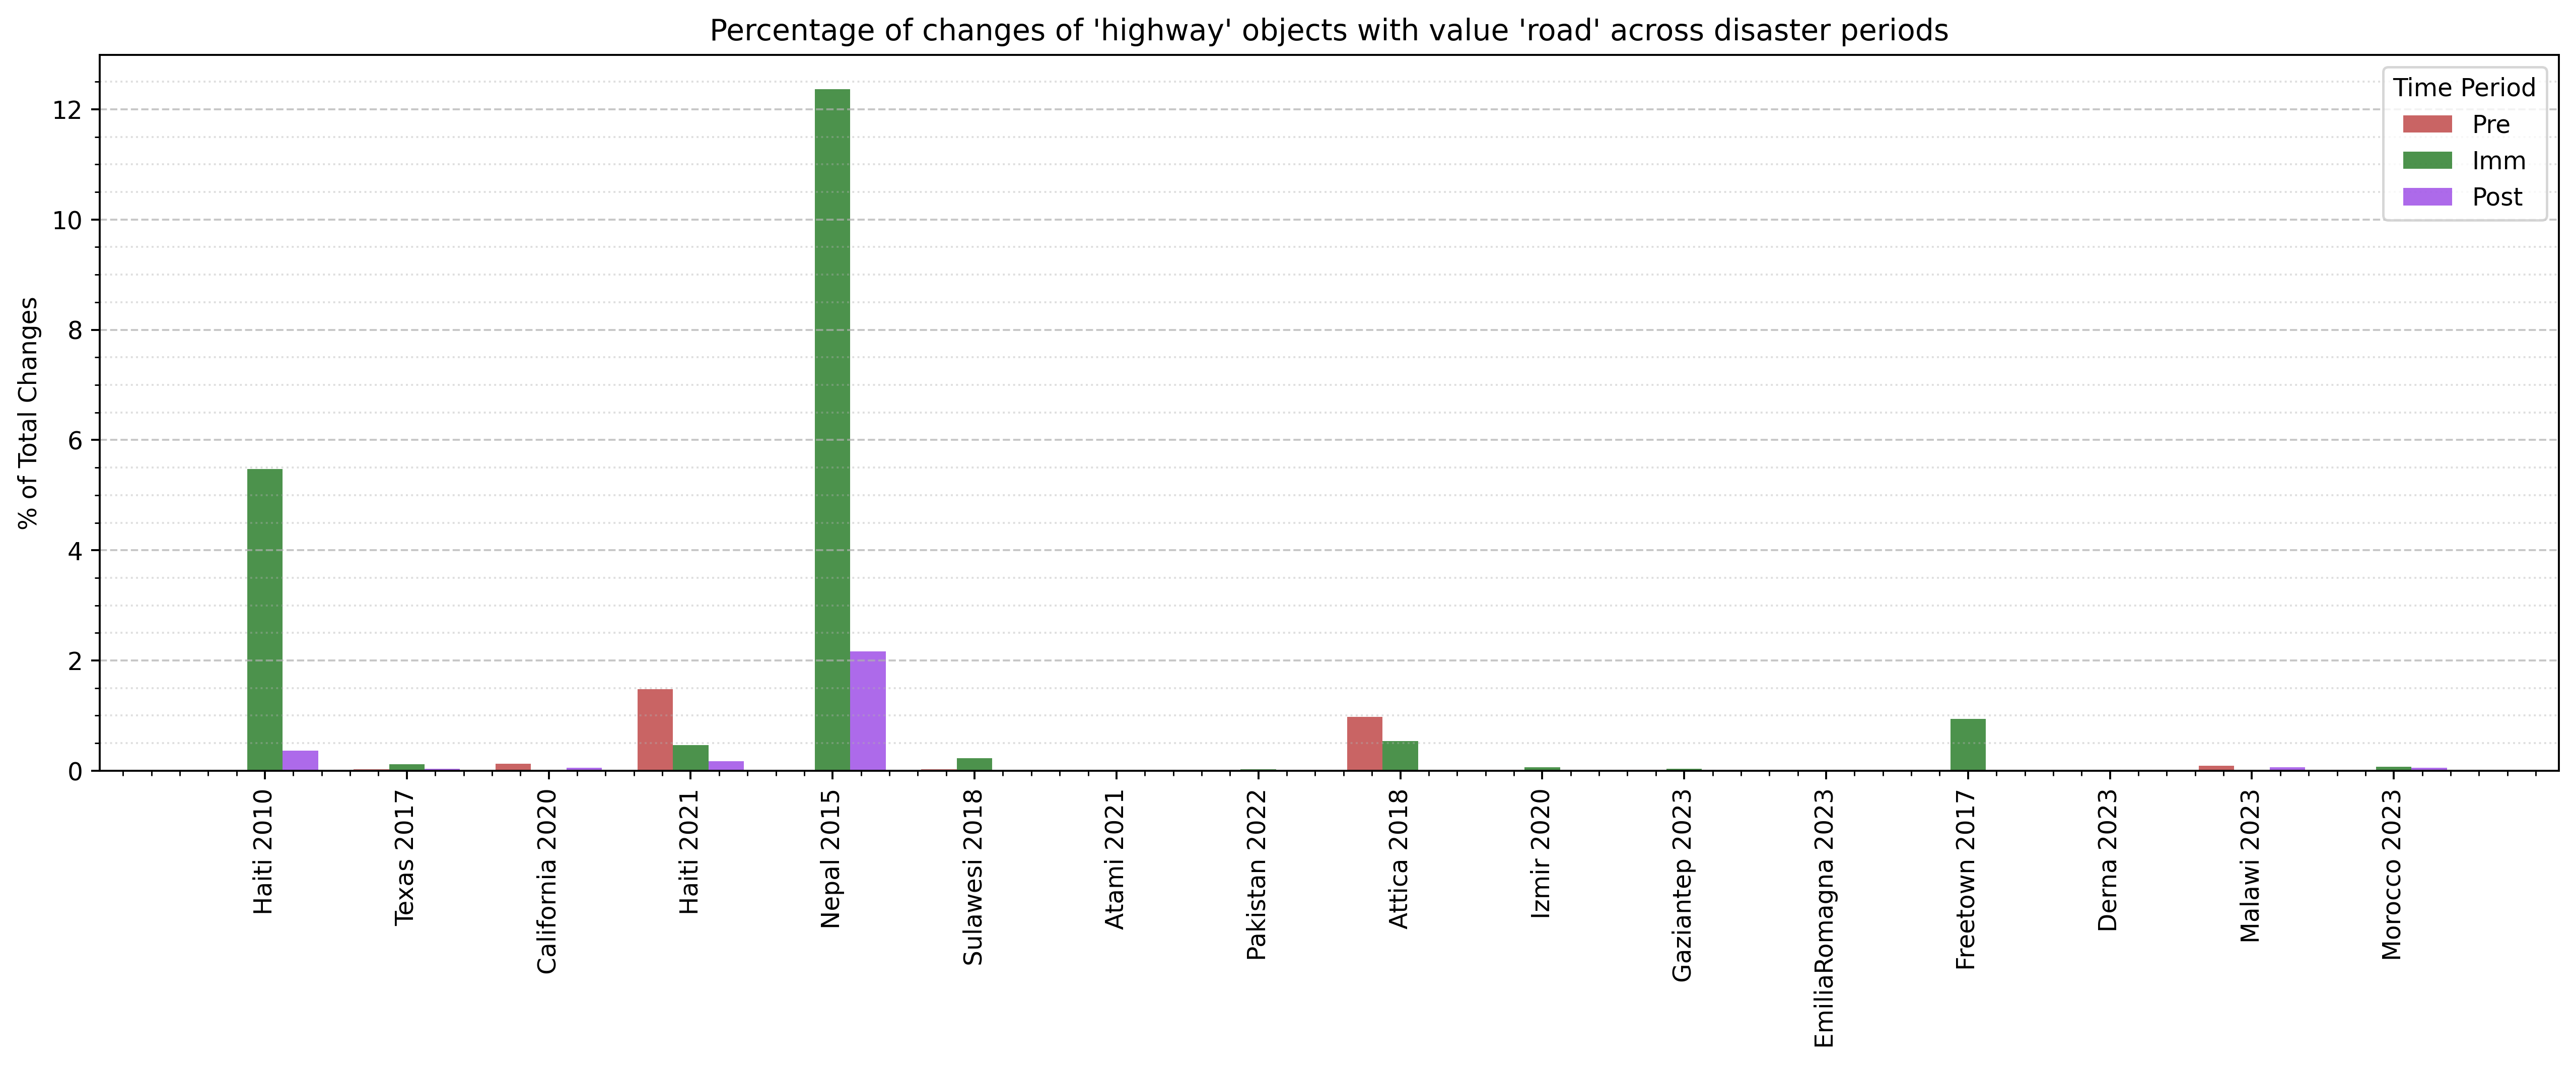 Percentage of changes of 'highway' objects with value 'road' across disaster periods
% of Total Changes
12
10
8
6
4
2
0
Time Period
Pre
Imm
Post
Haiti 2010
Texas 2017
California 2020
Haiti 2021
Nepal 2015
Sulawesi 2018
Atami 2021
Pakistan 2022
Attica 2018
Izmir 2020
Gaziantep 2023
EmiliaRomagna 2023
Freetown 2017
Derna 2023
Malawi 2023
Morocco 2023